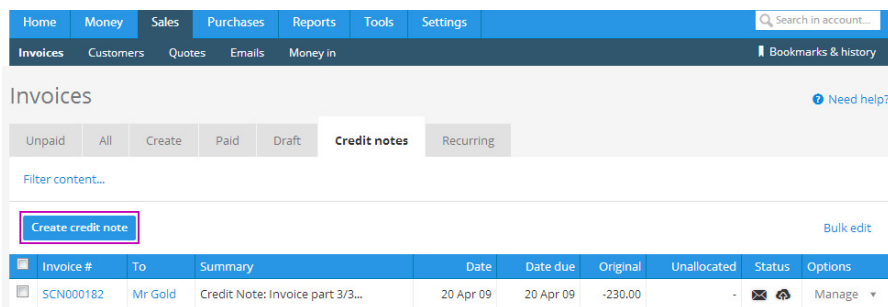 Home Money Sales Purchases Reports Tools Settings Search in account...
Invoices Customers Quotes Emails Money in Bookmarks & history
Invoices Need help?
Unpaid All Create Paid Draft Credit notes Recurring
Filter content...
Create credit note Bulk edit
Invoice # To Summary Date Date due Original Unallocated Status Options
SCN000182 Mr Gold Credit Note: Invoice part 3/3... 20 Apr 09 20 Apr 09 -230.00 - Manage